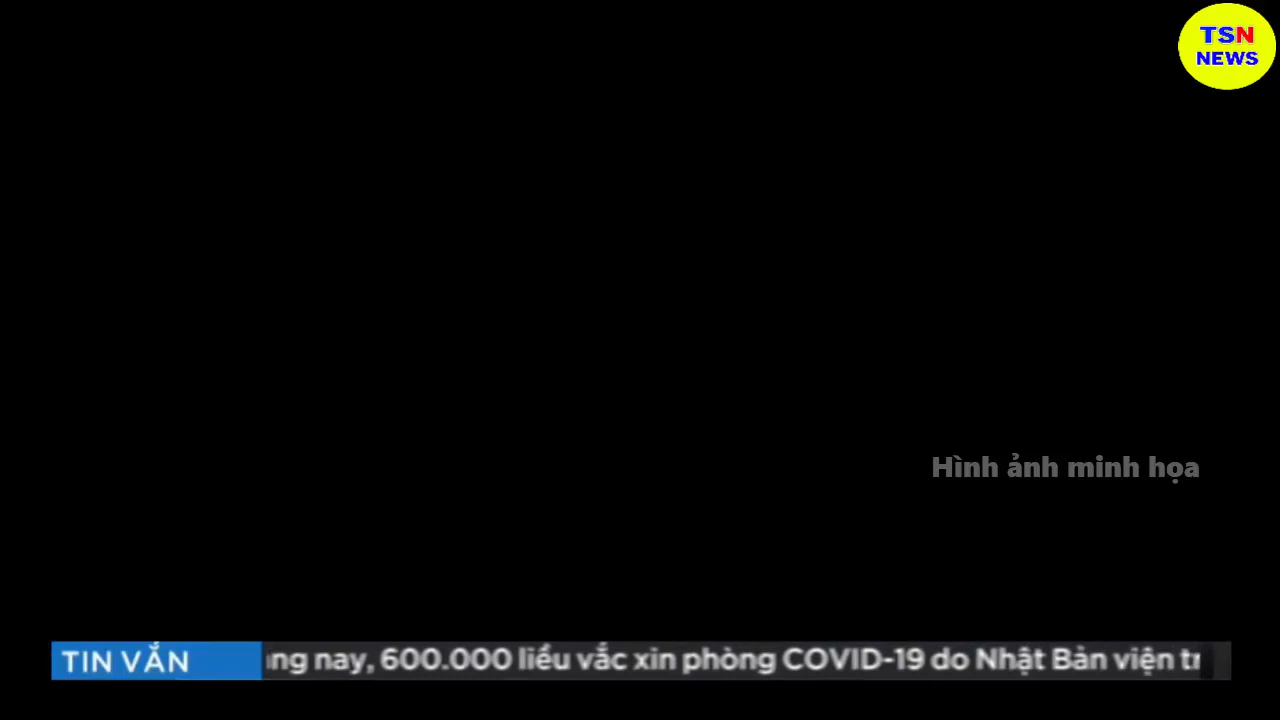 TSN
NEWS
Hình ảnh minh họa
TIN VẮN
nay, 600.000 liều vắc xin phòng COVID-19 do Nhật Bản viện